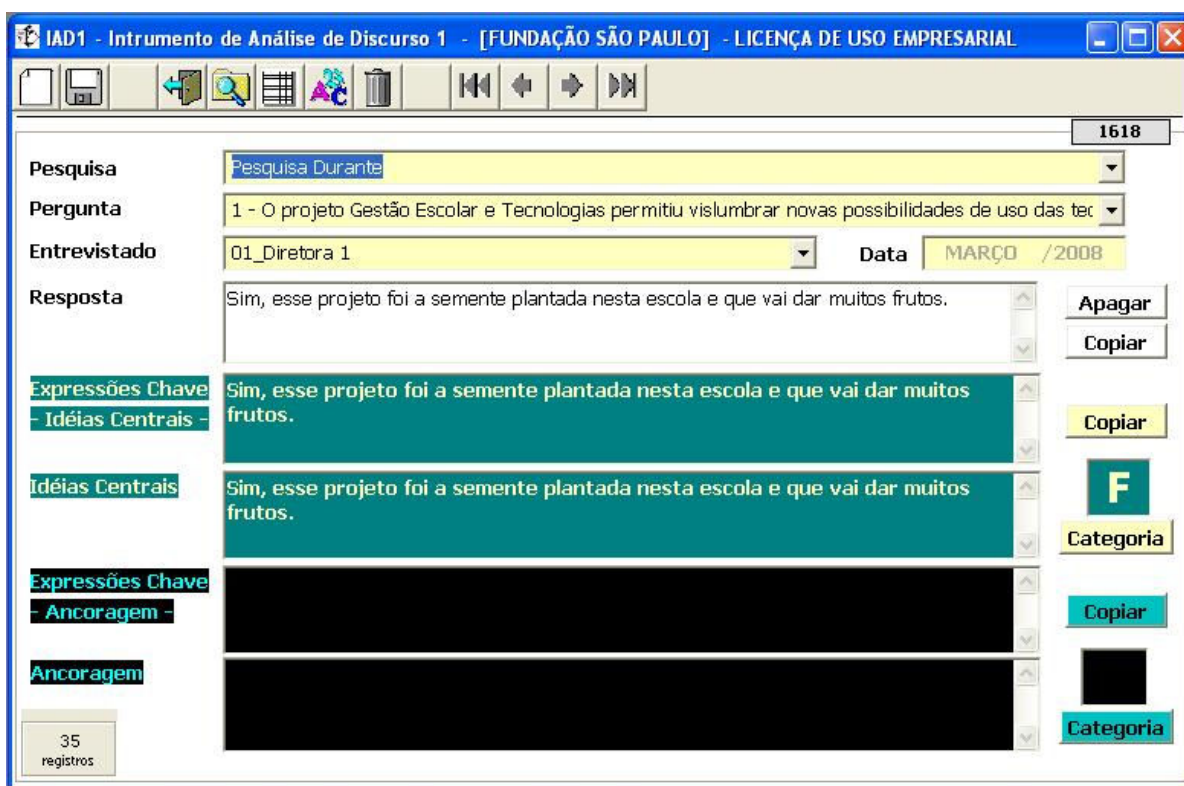 IAD1 - Intrumento de Análise de Discurso 1 - [FUNDAÇÃO SÃO PAULO] - LICENÇA DE USO EMPRESARIAL
1618
Pesquisa Pesquisa Durante
Pergunta 1 - O projeto Gestão Escolar e Tecnologias permitiu vislumbrar novas possibilidades de uso das tec
Entrevistado 01_Diretora 1 Data MARÇO /2008
Resposta Sim, esse projeto foi a semente plantada nesta escola e que vai dar muitos frutos. Apagar
Copiar
Expressões Chave Sim, esse projeto foi a semente plantada nesta escola e que vai dar muitos
- Idéias Centrais - frutos. Copiar
Idéias Centrais Sim, esse projeto foi a semente plantada nesta escola e que vai dar muitos F
frutos.
Categoria
Expressões Chave
- Ancoragem - Copiar
Ancoragem
Categoria
35
registros